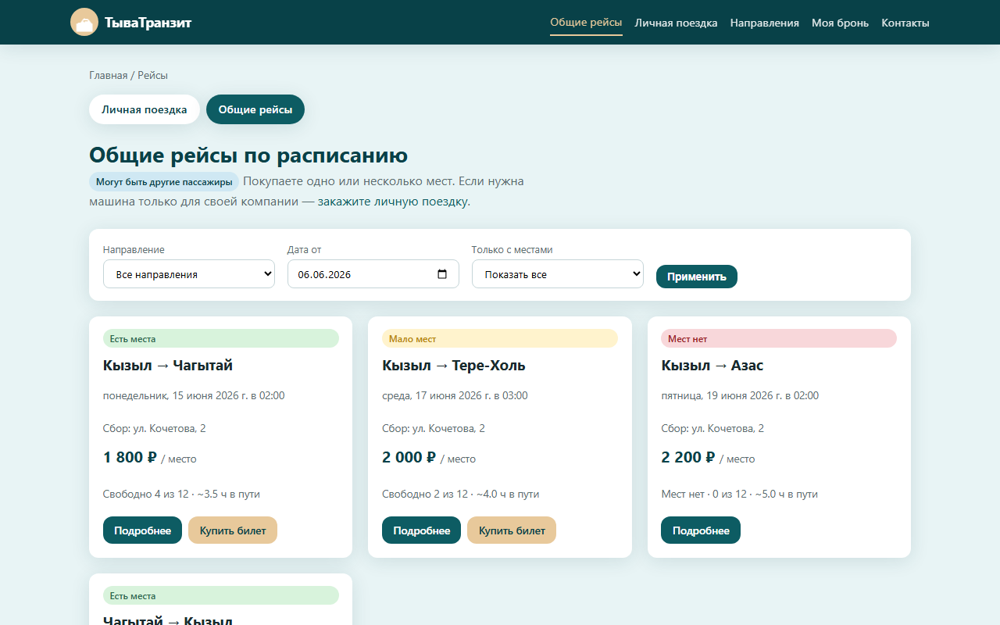 ТываТранзит
Общие рейсы Личная поездка Направления Моя бронь Контакты
Главная / Рейсы
Личная поездка Общие рейсы
Общие рейсы по расписанию
Могут быть другие пассажиры Покупаете одно или несколько мест. Если нужна
машина только для своей компании — закажите личную поездку.
Направление Дата от Только с местами
Все направления 06.06.2026 Показать все Применить
Есть места
Кызыл → Чагытай
понедельник, 15 июня 2026 г. в 02:00
Сбор: ул. Кочетова, 2
1 800 ₽ / место
Свободно 4 из 12 · ~3.5 ч в пути
Подробнее Купить билет
Мало мест
Кызыл → Тере-Холь
среда, 17 июня 2026 г. в 03:00
Сбор: ул. Кочетова, 2
2 000 ₽ / место
Свободно 2 из 12 · ~4.0 ч в пути
Подробнее Купить билет
Мест нет
Кызыл → Азас
пятница, 19 июня 2026 г. в 02:00
Сбор: ул. Кочетова, 2
2 200 ₽ / место
Мест нет · 0 из 12 · ~5.0 ч в пути
Подробнее
Есть места
Чагытай → Кызыл